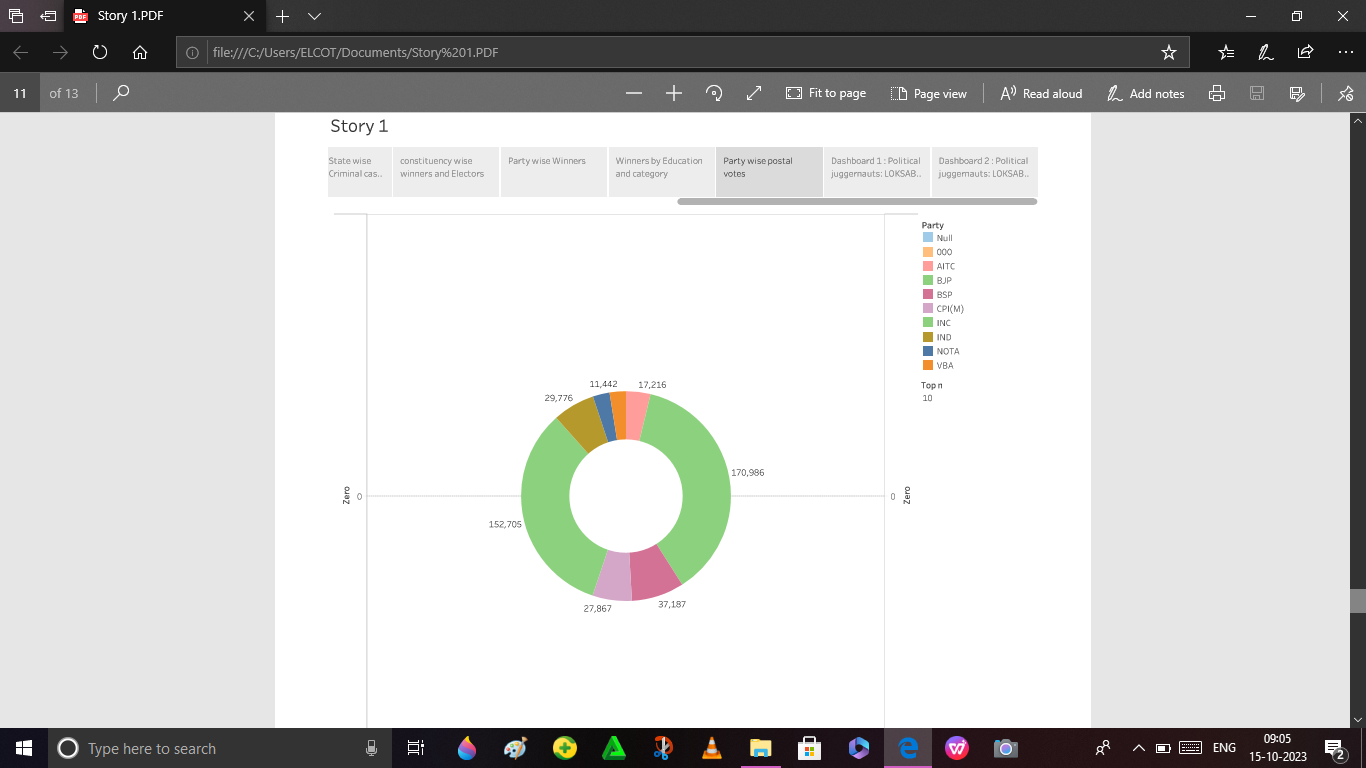 Story 1.PDF
file:///C:/Users/ELCOT/Documents/Story%201.PDF
11 of 13
Fit to page
Page view
Read aloud
Add notes
Story 1
State wise
Criminal cas..
constituency wise
winners and Electors
Party wise Winners
Winners by Education
and category
Party wise postal
votes
Dashboard 1 : Political
juggernauts: LOKSAB..
Dashboard 2 : Political
juggernauts: LOKSAB..
Party
Null
000
AITC
BJP
BSP
CPI(M)
INC
IND
NOTA
VBA
Top n
10
11,442
17,216
29,776
170,986
Zero
0
0
Zero
152,705
27,867
37,187
Type here to search
ENG
09:05
15-10-2023
2